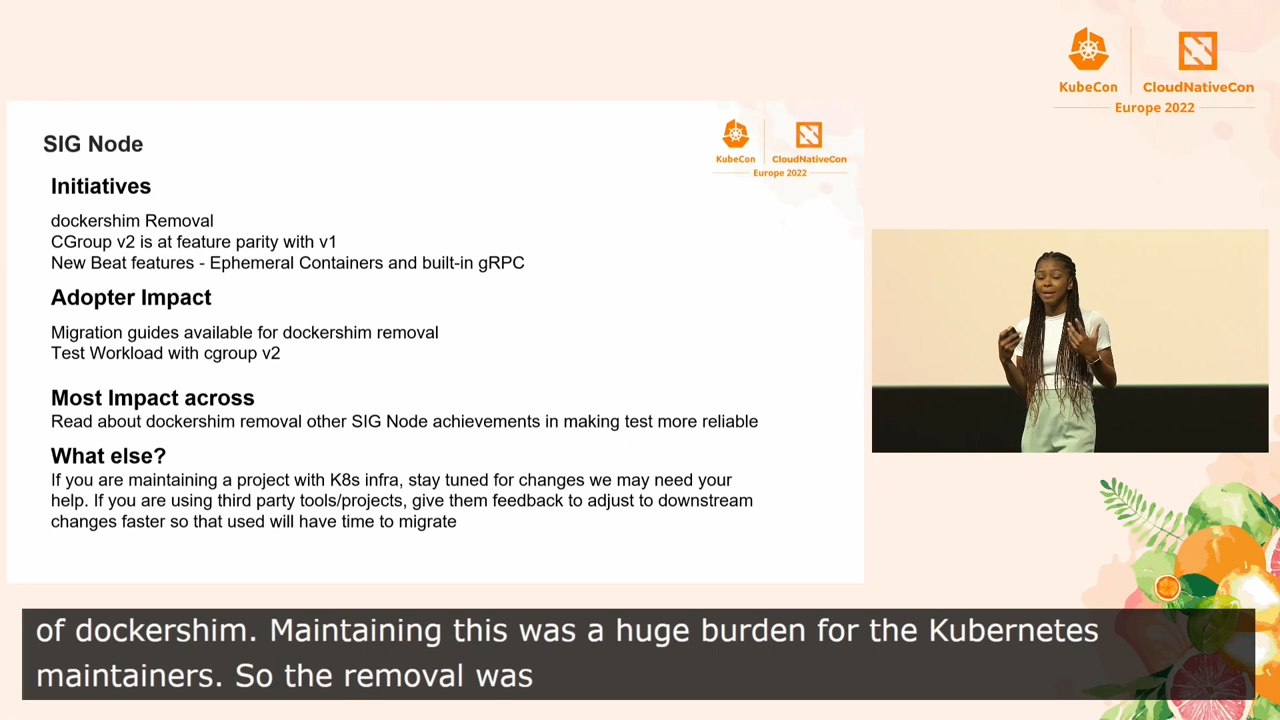 KubeCon
CloudNativeCon
Europe 2022
SIG Node
KubeCon
CloudNativeCon
Europe 2022
Initiatives
dockershim Removal
CGroup v2 is at feature parity with v1
New Beat features - Ephemeral Containers and built-in gRPC
Adopter Impact
Migration guides available for dockershim removal
Test Workload with cgroup v2
Most Impact across
Read about dockershim removal other SIG Node achievements in making test more reliable
What else?
If you are maintaining a project with K8s infra, stay tuned for changes we may need your
help. If you are using third party tools/projects, give them feedback to adjust to downstream
changes faster so that used will have time to migrate
of dockershim. Maintaining this was a huge burden for the Kubernetes
maintainers. So the removal was